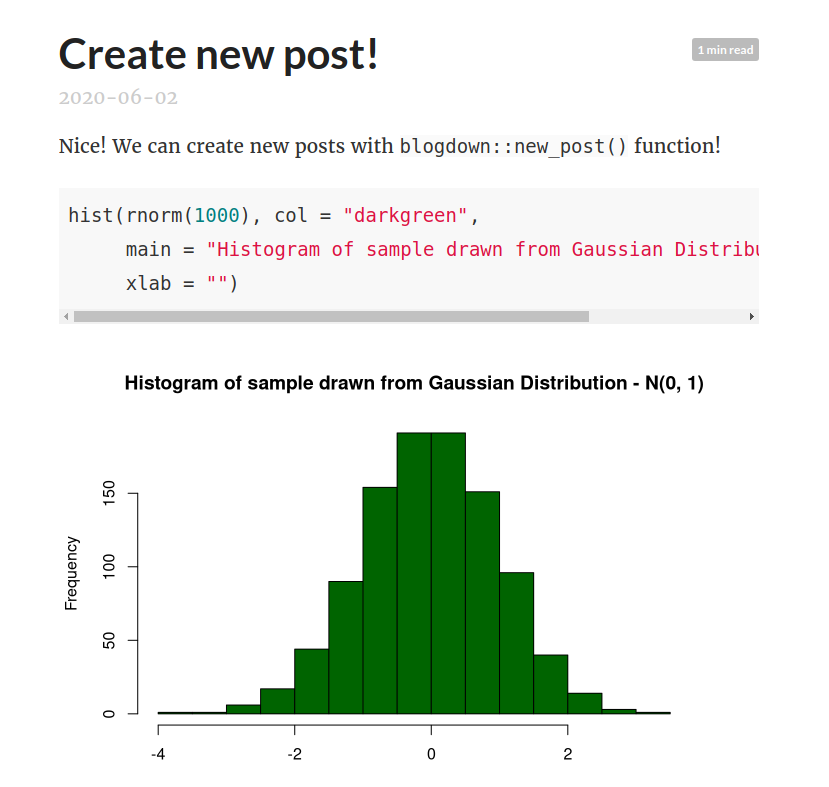 Create new post!
1 min read
2020-06-02
Nice! We can create new posts with blogdown::new_post() function!
hist(rnorm(1000), col = "darkgreen",
main = "Histogram of sample drawn from Gaussian Distribu
xlab = "")
Histogram of sample drawn from Gaussian Distribution - N(0, 1)
Frequency
150
100
50
0
-4 -2 0 2